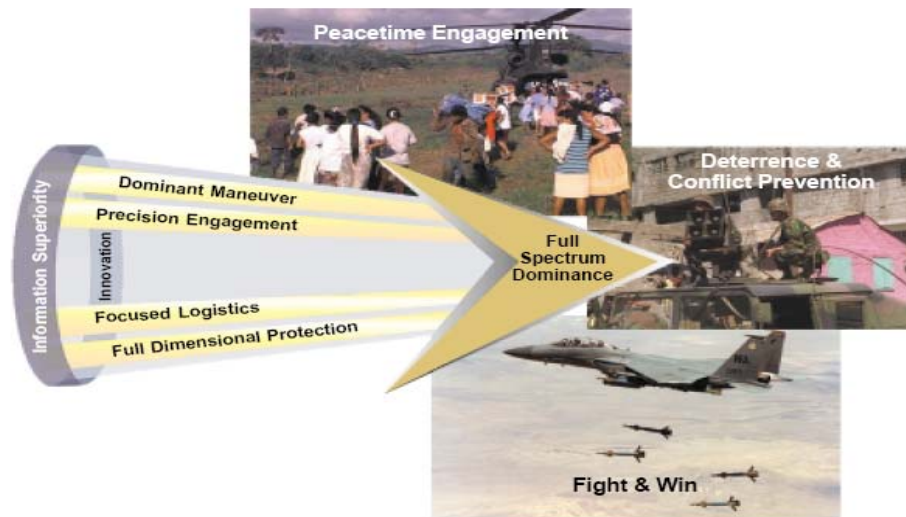 Peacetime Engagement
Deterrence &
Conflict Prevention
Information Superiority
Dominant Maneuver
Precision Engagement
Innovation
Focused Logistics
Full Dimensional Protection
Full
Spectrum
Dominance
Fight & Win